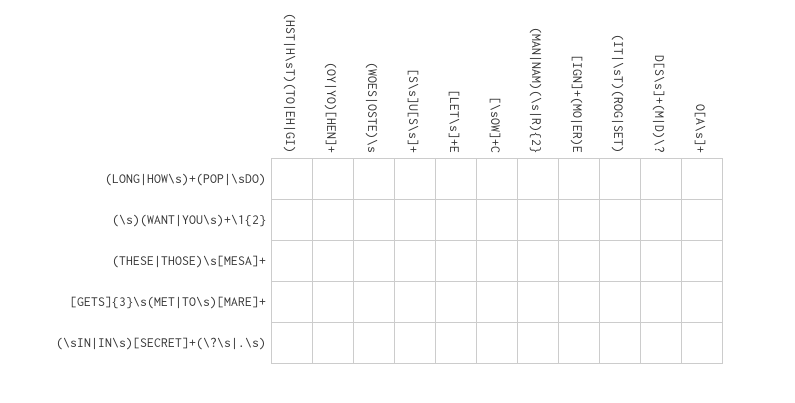 (HST|H\sT)(TO|EH|GI)
(OY|YO)[HEN]+
(WOES|OSTE)\s
[S\s]U[S\s]+
[LET\s]+E
[\sOW]+C
(MAN|NAM)(\s|R){2}
[IGN]+(MO|ER)E
(IT|\sT)(ROG|SET)
D[S\s]+(M|D)\?
O[A\s]+
(LONG|HOW\s)+(POP|\sDO)
(\s)(WANT|YOU\s)+\1{2}
(THESE|THOSE)\s[MESA]+
[GETS]{3}\s(MET|TO\s)[MARE]+
(\sIN|IN\s)[SECRET]+(\?\s|.\s)